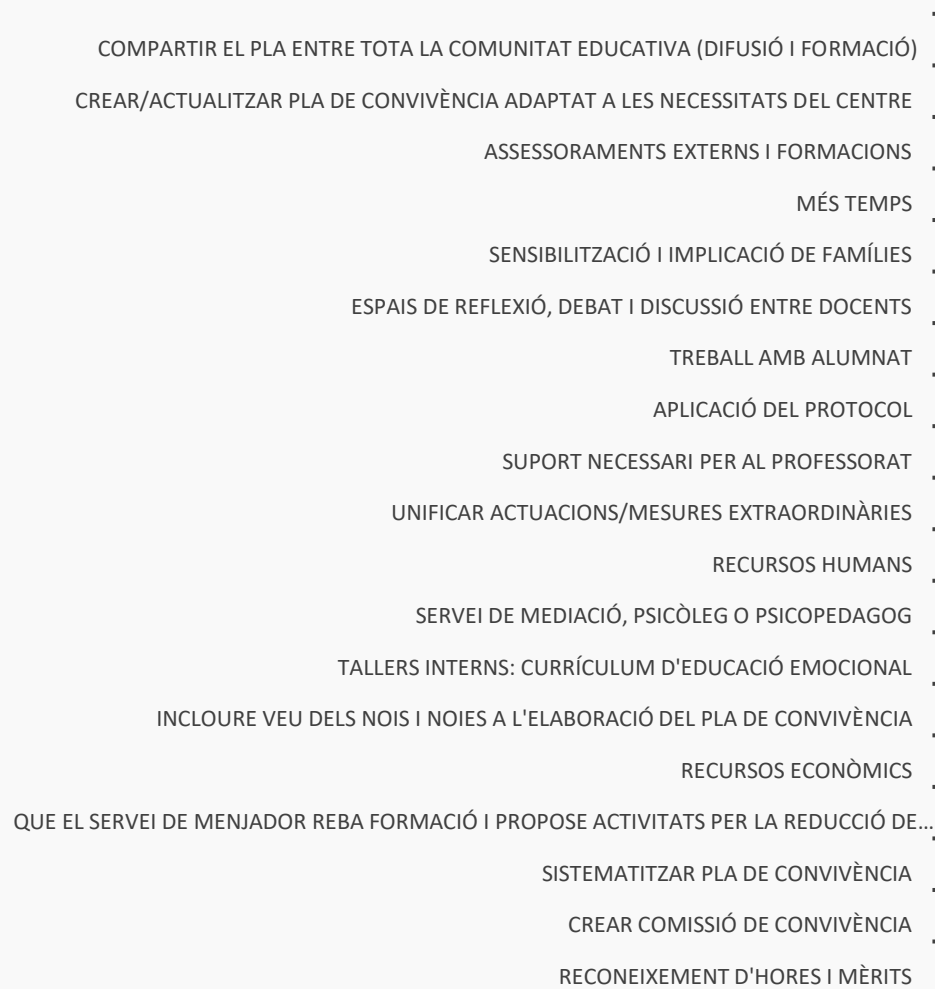 COMPARTIR EL PLA ENTRE TOTA LA COMUNITAT EDUCATIVA (DIFUSIÓ I FORMACIÓ)
CREAR/ACTUALITZAR PLA DE CONVIVÈNCIA ADAPTAT A LES NECESSITATS DEL CENTRE
ASSESSORAMENTS EXTERNS I FORMACIONS
MÉS TEMPS
SENSIBILITZACIÓ I IMPLICACIÓ DE FAMÍLIES
ESPAIS DE REFLEXIÓ, DEBAT I DISCUSSIÓ ENTRE DOCENTS
TREBALL AMB ALUMNAT
APLICACIÓ DEL PROTOCOL
SUPORT NECESSARI PER AL PROFESSORAT
UNIFICAR ACTUACIONS/MESURES EXTRAORDINÀRIES
RECURSOS HUMANS
SERVEI DE MEDIACIÓ, PSICÒLEG O PSICOPEDAGOG
TALLERS INTERNS: CURRÍCULUM D'EDUCACIÓ EMOCIONAL
INCLOURE VEU DELS NOIS I NOIES A L'ELABORACIÓ DEL PLA DE CONVIVÈNCIA
RECURSOS ECONÒMICS
QUE EL SERVEI DE MENJADOR REBA FORMACIÓ I PROPOSE ACTIVITATS PER LA REDUCCIÓ DE…
SISTEMATITZAR PLA DE CONVIVÈNCIA
CREAR COMISSIÓ DE CONVIVÈNCIA
RECONEIXEMENT D'HORES I MÈRITS